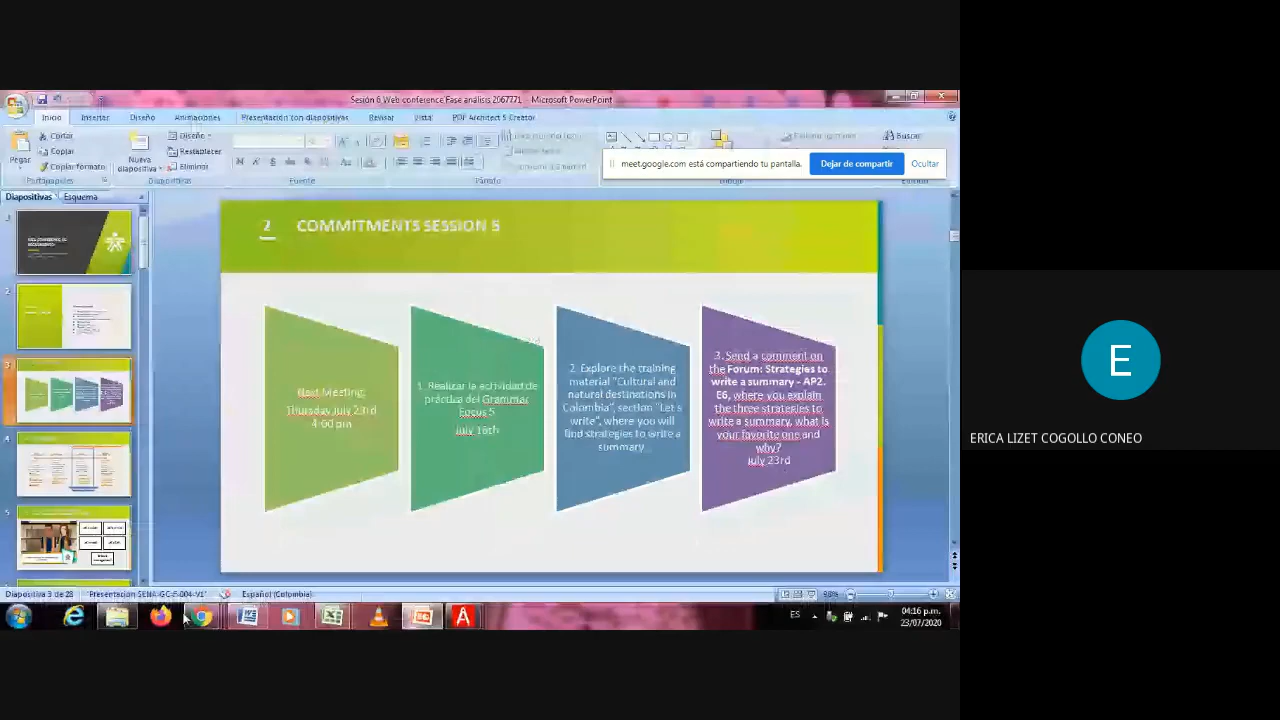 Sesión 6 Web conference Fase análisis 2067771 - Microsoft PowerPoint
Inicio Insertar Diseño Animaciones Presentación con diapositivas Revisar Vista PDF Architect 5 Creator
Pegar
Cortar
Copiar
Copiar formato
Portapapeles
Nueva
diapositiva
Diseño
Restablecer
Eliminar
Diapositivas
Fuente
Párrafo
Buscar
meet.google.com está compartiendo tu pantalla.
Dejar de compartir
Ocultar
Diapositivas Esquema
2 COMMITMENTS SESSION 5
Next Meeting:
Thursday July 23rd
4:00 pm
1. Realizar la actividad de
práctica del Grammar
Focus 5
July 16th
2. Explore the training
material "Cultural and
natural destinations in
Colombia", section "Let's
write", where you will
find strategies to write a
summary.
3. Send a comment on
the Forum: Strategies to
write a summary - AP2.
E6, where you explain
the three strategies to
write a summary, what is
your favorite one and
why?
July 23rd
1
2
3
4
5
Diapositiva 3 de 28
Español (Colombia)
ES
04:16 p.m.
23/07/2020
E
ERICA LIZET COGOLLO CONEO